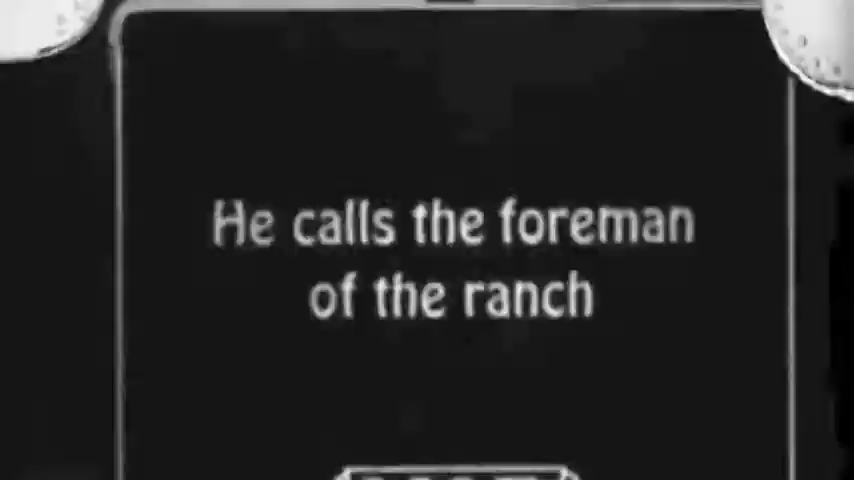 He calls the foreman
of the ranch